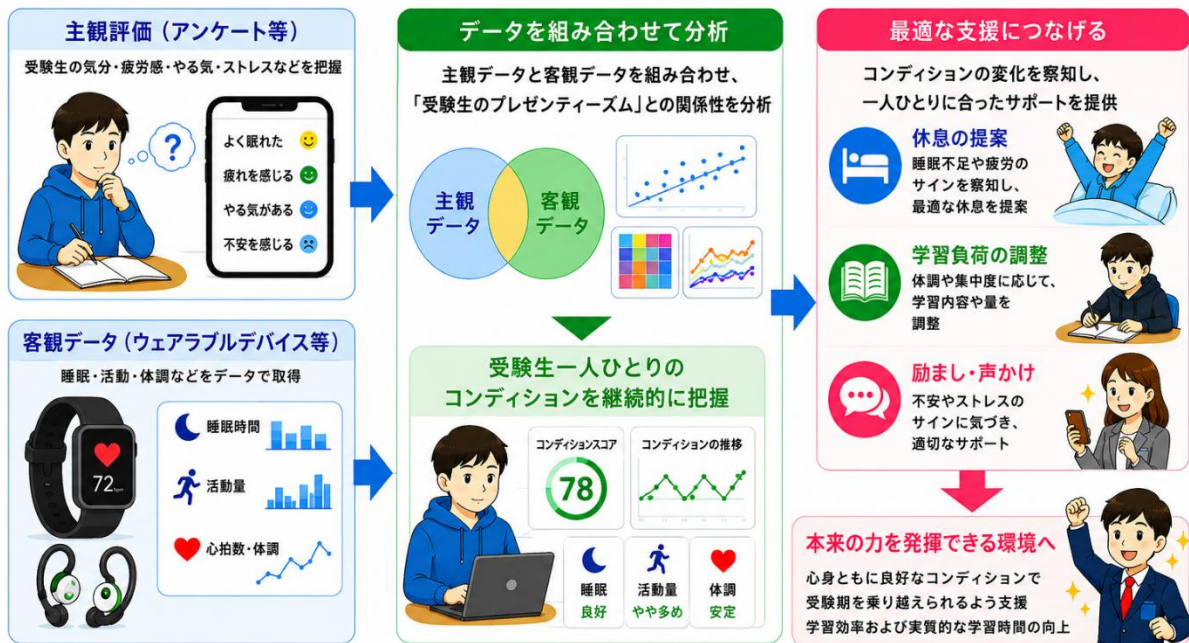 主観評価（アンケート等）
受験生の気分・疲労感・やる気・ストレスなどを把握
?
よく眠れた
疲れを感じる
やる気がある
不安を感じる
客観データ（ウェアラブルデバイス等）
睡眠・活動・体調などをデータで取得
72
睡眠時間
活動量
心拍数・体調
データを組み合わせて分析
主観データと客観データを組み合わせ、
「受験生のプレゼンティーズム」との関係性を分析
主観
データ
客観
データ
受験生一人ひとりの
コンディションを継続的に把握
コンディションスコア
78
コンディションの推移
睡眠
良好
活動量
やや多め
体調
安定
最適な支援につなげる
コンディションの変化を察知し、
一人ひとりに合ったサポートを提供
休息の提案
睡眠不足や疲労の
サインを察知し、
最適な休息を提案
学習負荷の調整
体調や集中度に応じて、
学習内容や量を
調整
励まし・声かけ
不安やストレスの
サインに気づき、
適切なサポート
本来の力を発揮できる環境へ
心身ともに良好なコンディションで
受験期を乗り越えられるよう支援
学習効率および実質的な学習時間の向上